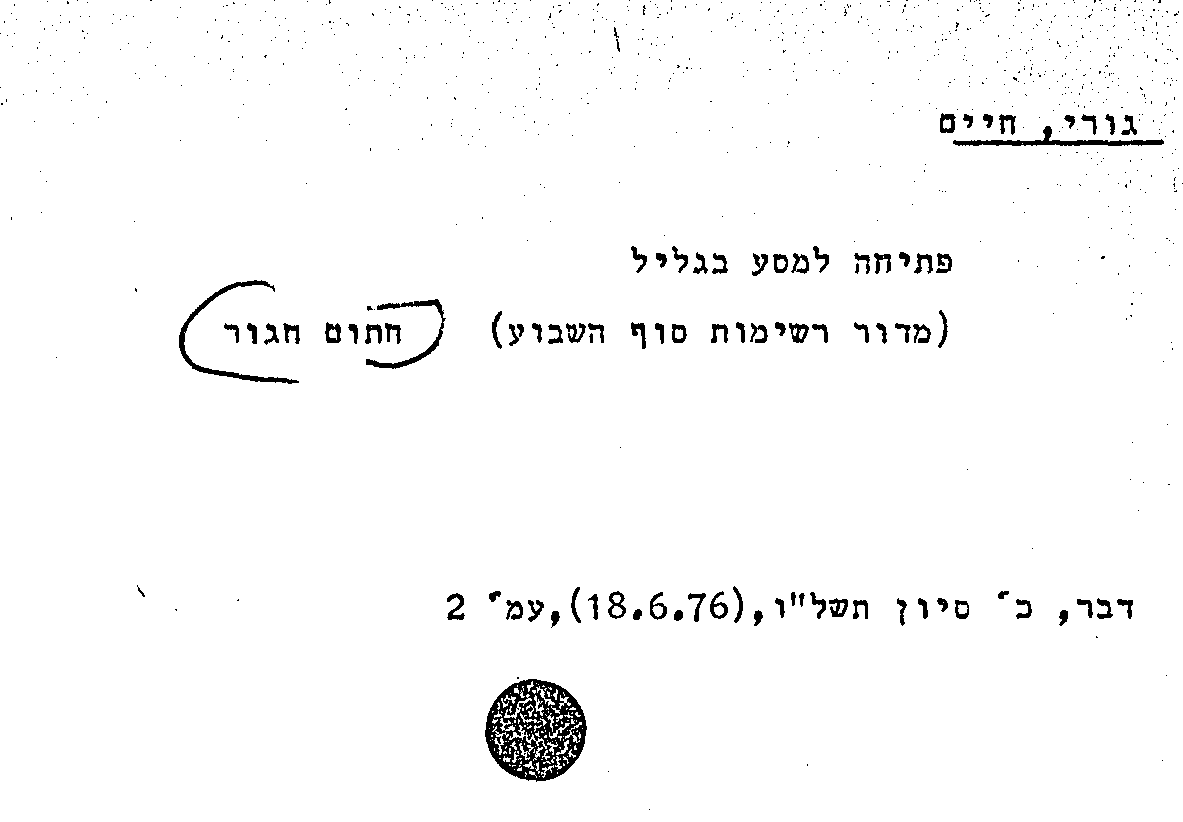 גורי, חיים
פתיחה למסע בגליל
(מדור רשימות סוף השבוע) חתום חגור
דבר, כ' סיון תשל"ו,(18.6.76),עמ' 2